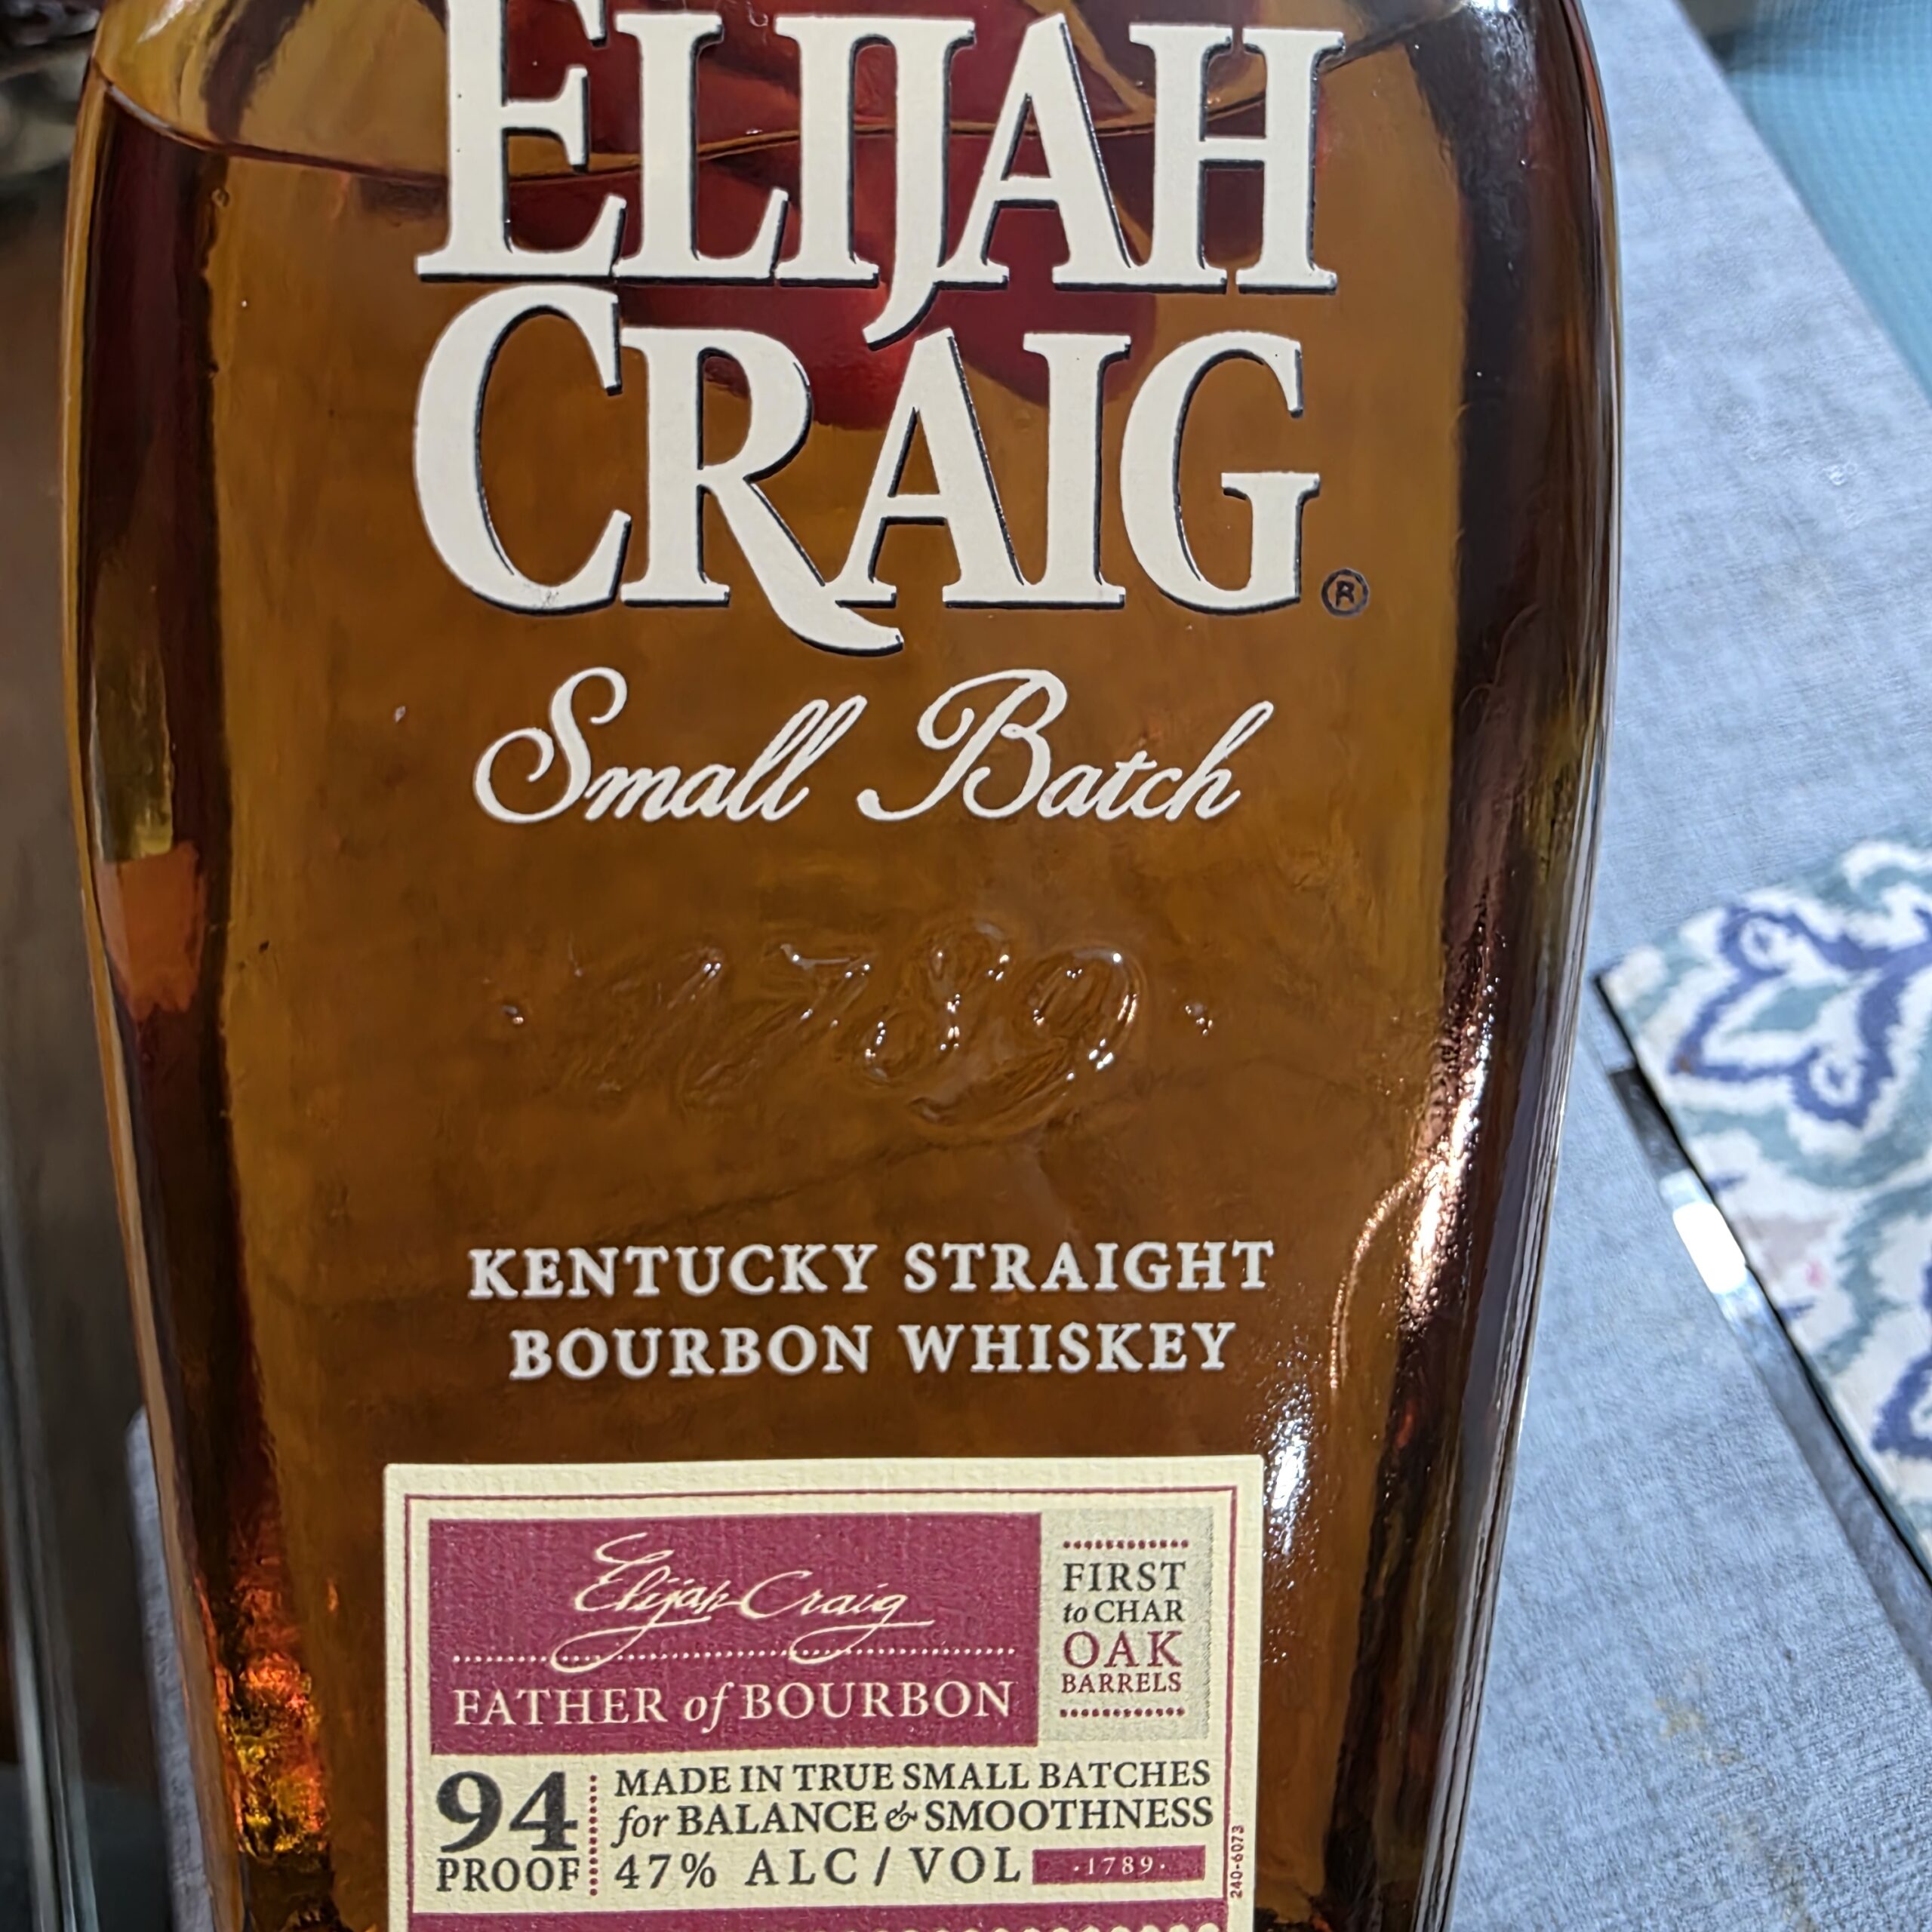 ELIJAH
CRAIG®
Small Batch
·1789·
KENTUCKY STRAIGHT
BOURBON WHISKEY
Elijah Craig
FATHER of BOURBON
FIRST
to CHAR
OAK
BARRELS
94
PROOF
MADE IN TRUE SMALL BATCHES
for BALANCE & SMOOTHNESS
47% ALC / VOL
·1789·
240-6073